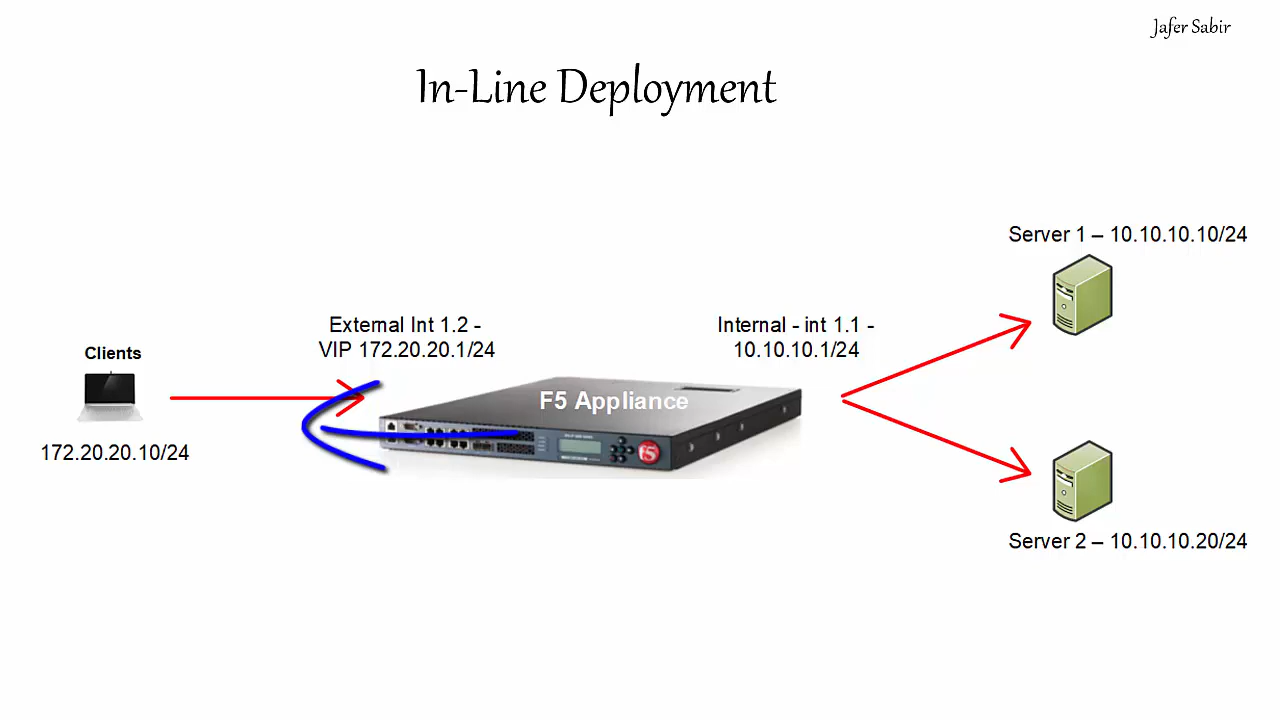 Jafer Sabir
In-Line Deployment
Server 1 – 10.10.10.10/24
External Int 1.2 -
VIP 172.20.20.1/24
Internal - int 1.1 -
10.10.10.1/24
Clients
F5 Appliance
172.20.20.10/24
f5
Server 2 – 10.10.10.20/24